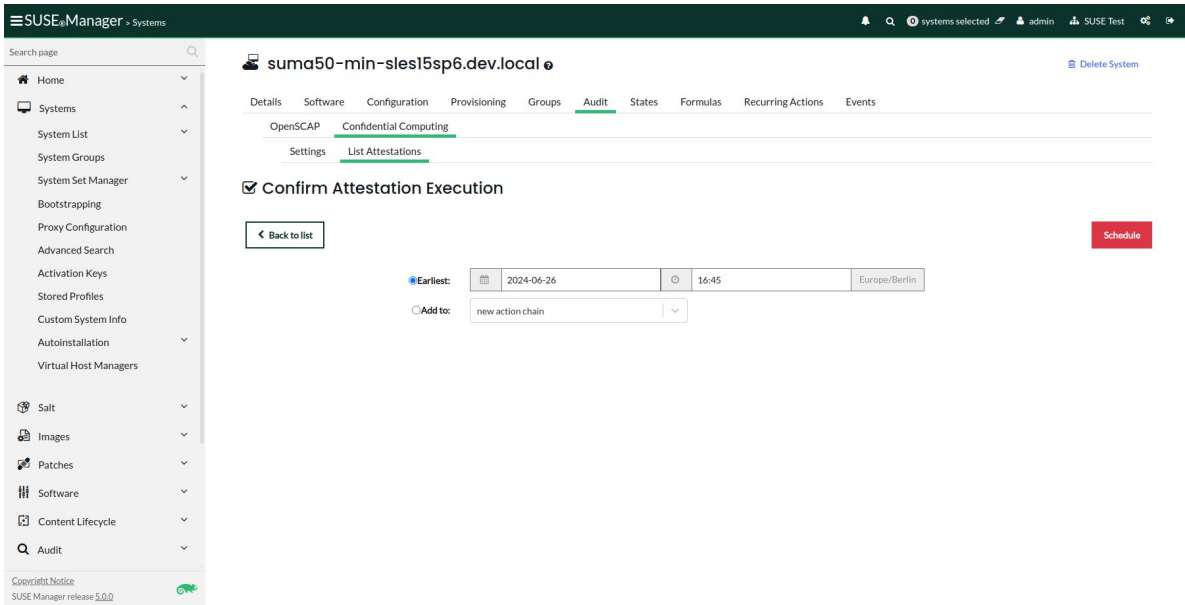 SUSE®Manager > Systems
0 systems selected admin SUSE Test
Search page
Home
Systems
System List
System Groups
System Set Manager
Bootstrapping
Proxy Configuration
Advanced Search
Activation Keys
Stored Profiles
Custom System Info
Autoinstallation
Virtual Host Managers
Salt
Images
Patches
Software
Content Lifecycle
Audit
Copyright Notice
SUSE Manager release 5.0.0
suma50-min-sles15sp6.dev.local
Delete System
Details Software Configuration Provisioning Groups Audit States Formulas Recurring Actions Events
OpenSCAP Confidential Computing
Settings List Attestations
Confirm Attestation Execution
Back to list
Schedule
Earliest: 2024-06-26 16:45 Europe/Berlin
Add to: new action chain